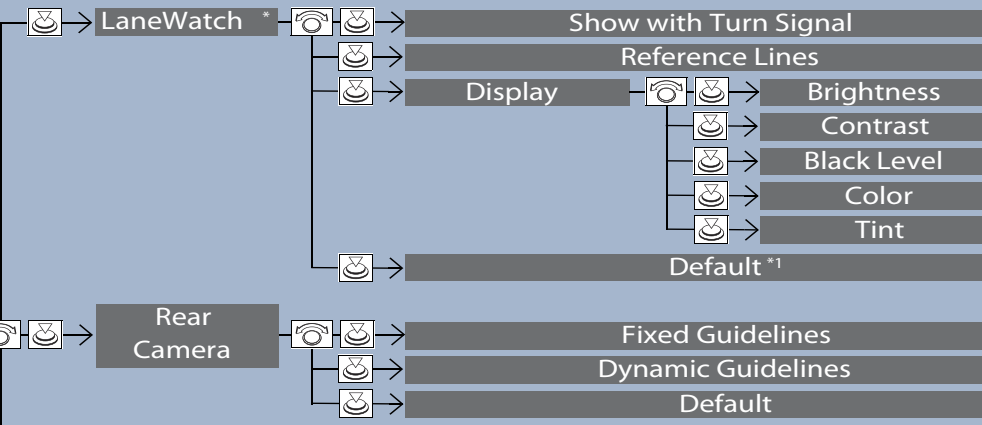 LaneWatch *
Show with Turn Signal
Reference Lines
Display
Brightness
Contrast
Black Level
Color
Tint
Default *1
Rear
Camera
Fixed Guidelines
Dynamic Guidelines
Default